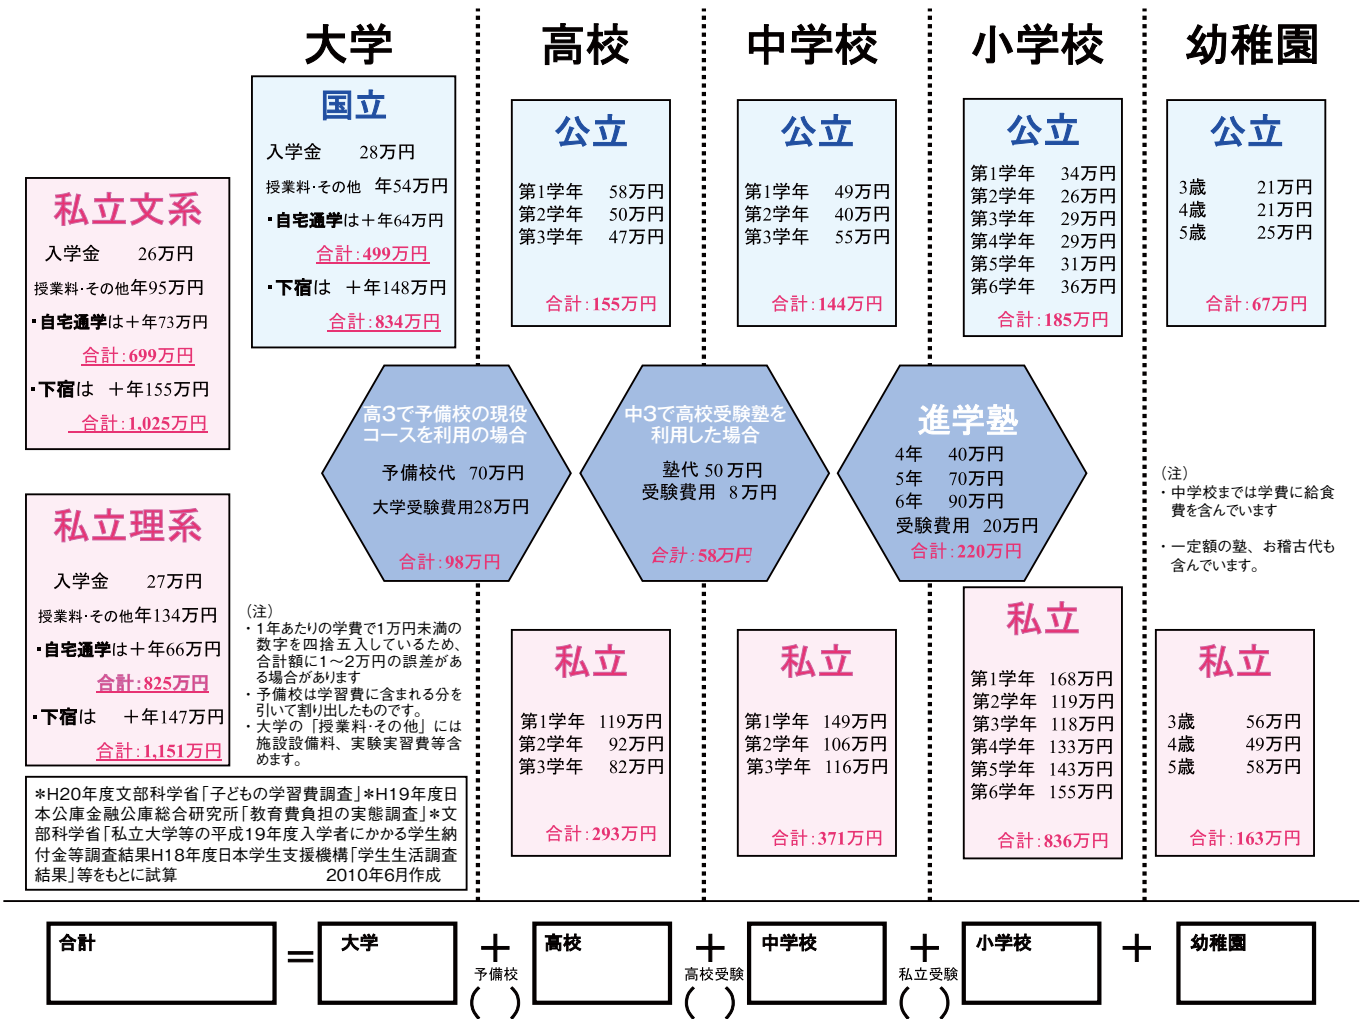 大学
高校
中学校
小学校
幼稚園
国立
入学金 28万円
授業料・その他 年54万円
・自宅通学は＋年64万円
合計：499万円
・下宿は ＋年148万円
合計：834万円
公立
第1学年 58万円
第2学年 50万円
第3学年 47万円
合計：155万円
公立
第1学年 49万円
第2学年 40万円
第3学年 55万円
合計：144万円
公立
第1学年 34万円
第2学年 26万円
第3学年 29万円
第4学年 29万円
第5学年 31万円
第6学年 36万円
合計：185万円
公立
3歳 21万円
4歳 21万円
5歳 25万円
合計：67万円
私立文系
入学金 26万円
授業料・その他年95万円
・自宅通学は＋年73万円
合計：699万円
・下宿は ＋年155万円
合計：1,025万円
高3で予備校の現役
コースを利用の場合
予備校代 70万円
大学受験費用28万円
合計：98万円
中3で高校受験塾を
利用した場合
塾代 50万円
受験費用 8万円
合計：58万円
進学塾
4年 40万円
5年 70万円
6年 90万円
受験費用 20万円
合計：220万円
（注）
・中学校までは学費に給食
費を含んでいます
・一定額の塾、お稽古代も
含んでいます。
私立理系
入学金 27万円
授業料・その他年134万円
・自宅通学は＋年66万円
合計：825万円
・下宿は ＋年147万円
合計：1,151万円
（注）
・1年あたりの学費で1万円未満の
数字を四捨五入しているため、
合計額に1～2万円の誤差があ
る場合があります
・予備校は学習費に含まれる分を
引いて割り出したものです。
・大学の「授業料・その他」には
施設設備料、実験実習費等含
めます。
私立
第1学年 119万円
第2学年 92万円
第3学年 82万円
合計：293万円
私立
第1学年 149万円
第2学年 106万円
第3学年 116万円
合計：371万円
私立
第1学年 168万円
第2学年 119万円
第3学年 118万円
第4学年 133万円
第5学年 143万円
第6学年 155万円
合計：836万円
私立
3歳 56万円
4歳 49万円
5歳 58万円
合計：163万円
＊H20年度文部科学省「子どもの学習費調査」＊H19年度日
本公庫金融公庫総合研究所「教育費負担の実態調査」＊文
部科学省「私立大学等の平成19年度入学者にかかる学生納
付金等調査結果H18年度日本学生支援機構「学生生活調査
結果」等をもとに試算 2010年6月作成
合計 ＝ 大学 ＋ 高校 ＋ 中学校 ＋ 小学校 ＋ 幼稚園
予備校 高校受験 私立受験
（ ） （ ） （ ）